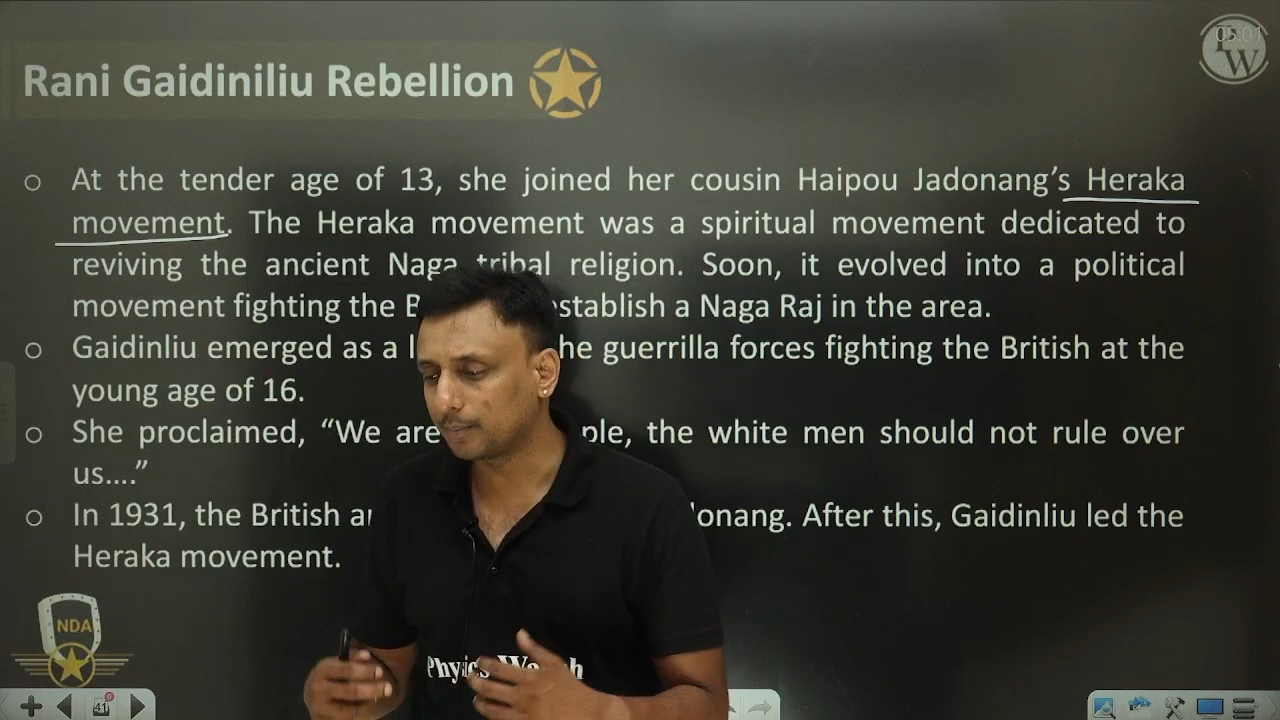 Rani Gaidiniliu Rebellion
PW
05:01
At the tender age of 13, she joined her cousin Haipou Jadonang's Heraka
movement. The Heraka movement was a spiritual movement dedicated to
reviving the ancient Naga tribal religion. Soon, it evolved into a political
movement fighting the establish a Naga Raj in the area.
Gaidinliu emerged as a guerrilla forces fighting the British at the
young age of 16.
She proclaimed, “We are the white men should not rule over
us....”
In 1931, the British After this, Gaidinliu led the
Heraka movement.
NDA
Physics Wallah
41